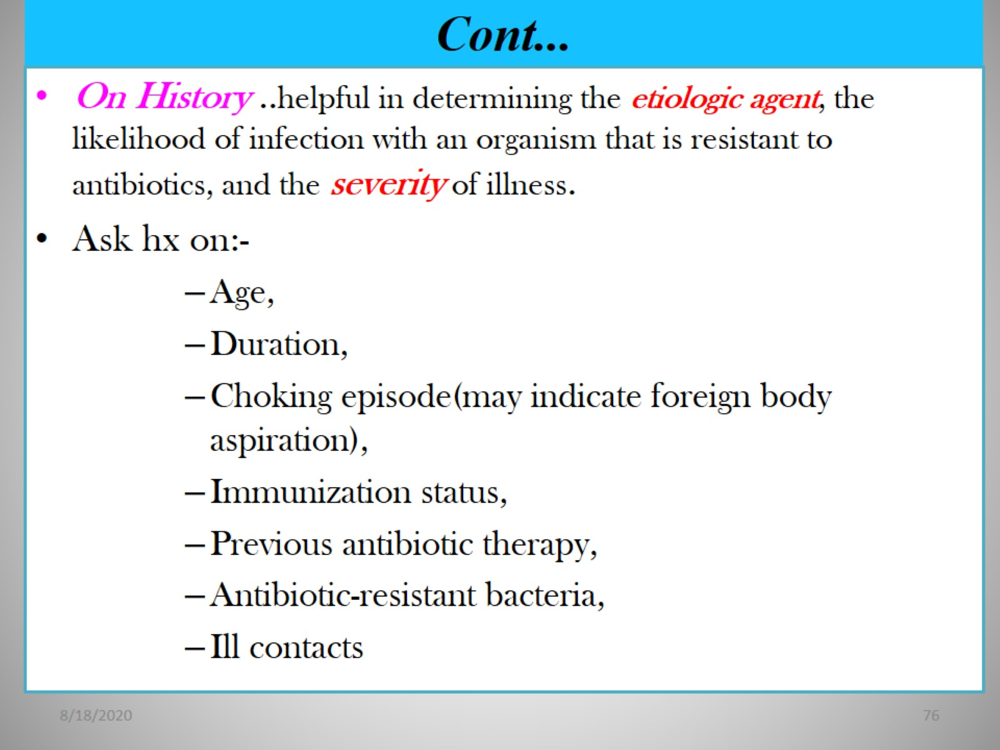 Cont...
• On History ..helpful in determining the etiologic agent, the
likelihood of infection with an organism that is resistant to
antibiotics, and the severity of illness.
• Ask hx on:-
– Age,
– Duration,
– Choking episode(may indicate foreign body
aspiration),
– Immunization status,
– Previous antibiotic therapy,
– Antibiotic-resistant bacteria,
– Ill contacts
8/18/2020
76